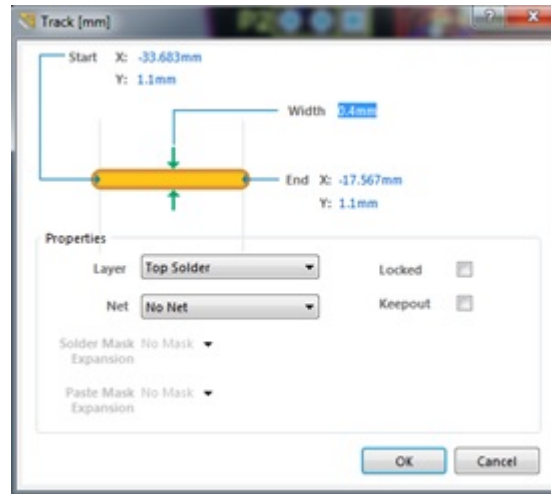 Track [mm]
P2
Start X: -33.683mm
Y: 1.1mm
Width 0.4mm
End X: -17.567mm
Y: 1.1mm
Properties
Layer Top Solder Locked
Net No Net Keepout
Solder Mask No Mask
Expansion
Paste Mask No Mask
Expansion
OK Cancel